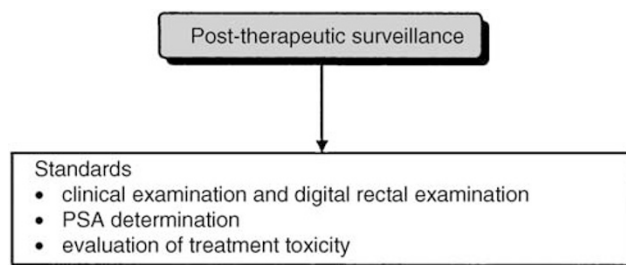 Post-therapeutic surveillance
Standards
• clinical examination and digital rectal examination
• PSA determination
• evaluation of treatment toxicity